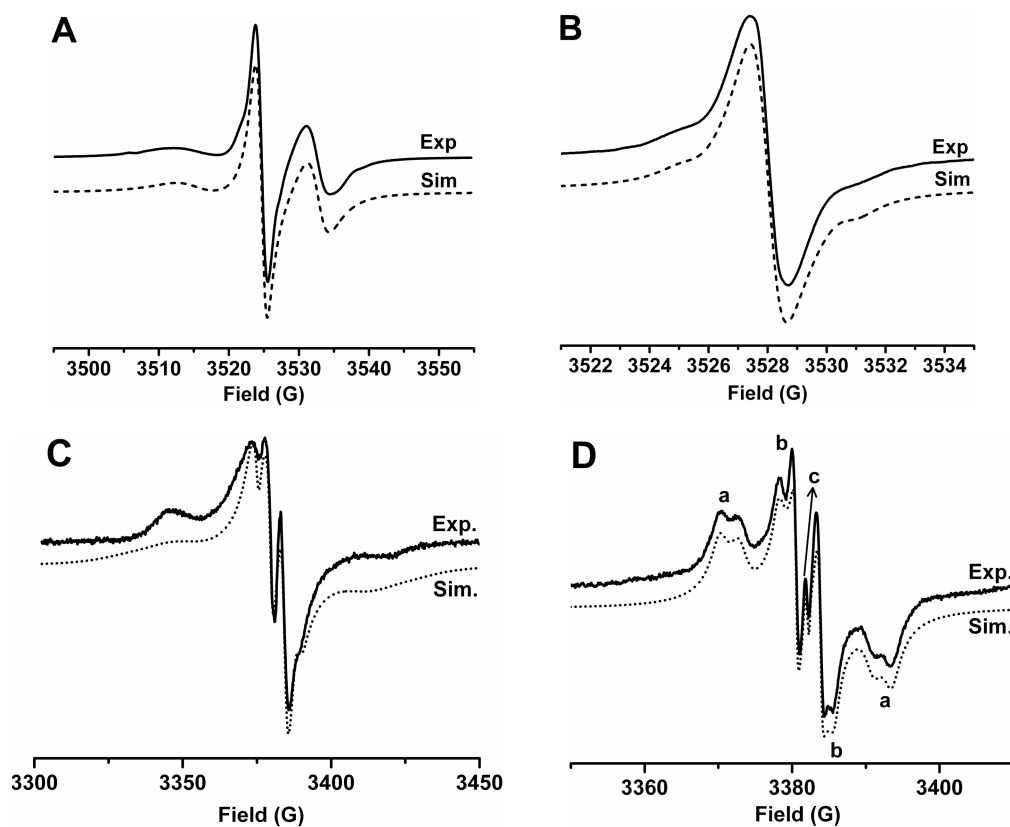 A
Exp
Sim
3500 3510 3520 3530 3540 3550
Field (G)
B
Exp
Sim
3522 3524 3526 3528 3530 3532 3534
Field (G)
C
Exp.
Sim.
3300 3350 3400 3450
Field (G)
D
b
c
a
Exp.
Sim.
a
b
3360 3380 3400
Field (G)